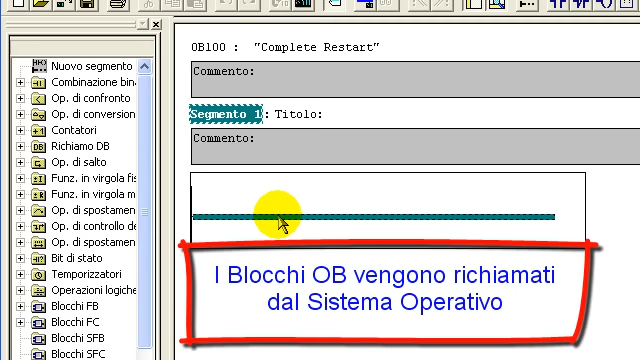 OB100 : "Complete Restart"
Commento:
Segmento 1: Titolo:
Commento:
I Blocchi OB vengono richiamati
dal Sistema Operativo
Nuovo segmento
Combinazione bina
Op. di confronto
Op. di conversion
Contatori
Richiamo DB
Op. di salto
Funz. in virgola fis
Funz. in virgola m
Op. di spostamen
Op. di controllo de
Op. di spostamen
Bit di stato
Temporizzatori
Operazioni logiche
Blocchi FB
Blocchi FC
Blocchi SFB
Blocchi SFC